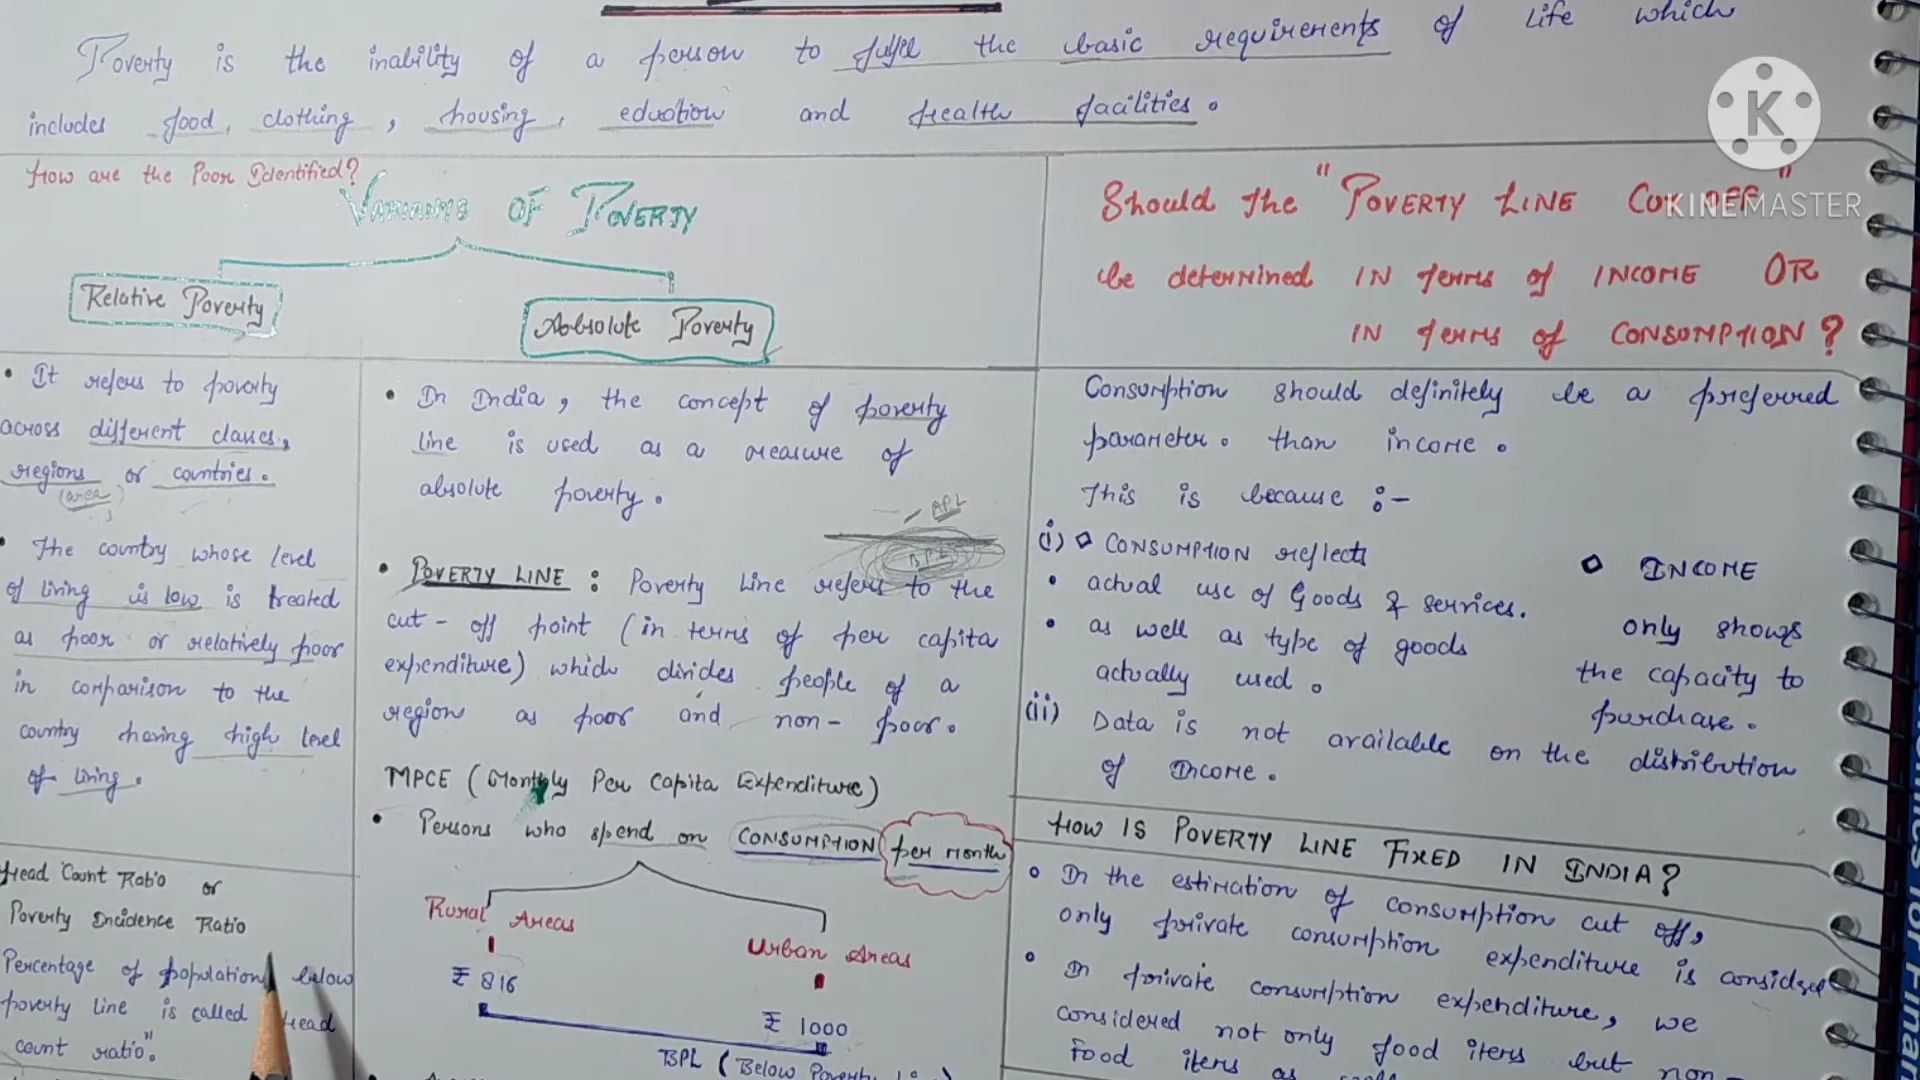 Poverty is the inability of a person to fulfil the basic requirements of life which
includes food, clothing, housing, eduction and health facilities.
How are the Poor Identified?
Variants of Poverty
Relative Poverty
Absolute Poverty
• It refers to poverty
across different classes,
regions or countries.
(area)
• The country whose level
of living is low is treated
as poor or relatively poor
in comparison to the
country having high level
of living.
Head Count Ratio or
Poverty Incidence Ratio
Percentage of population below
poverty line is called Head
count ratio".
• In India, the concept of poverty
line is used as a measure of
absolute poverty.
APL
BPL
• POVERTY LINE : Poverty Line refers to the
cut-off point (in terms of per capita
expenditure) which divides people of a
region as poor and non-poor.
MPCE (Monthly Per Capita Expenditure)
• Persons who spend on CONSUMPTION per month
Rural Areas
Urban Areas
₹ 816
₹ 1000
BPL (Below Poverty
Should the "POVERTY LINE
be determined IN terms of INCOME OR
IN terms of CONSUMPTION?
Consumption should definitely be a preferred
parameter. than income.
This is because :-
(i) CONSUMPTION reflects
• actual use of Goods & services.
• as well as type of goods
actually used.
INCOME
only shows
the capacity to
purchase.
(ii) Data is not available on the distribution
of Income.
HOW IS POVERTY LINE FIXED IN INDIA?
• In the estimation of consumption cut off,
only private consumption expenditure is considered
• In private consumption expenditure, we
considered not only food items but non-
food items as well
K
KINEMASTER